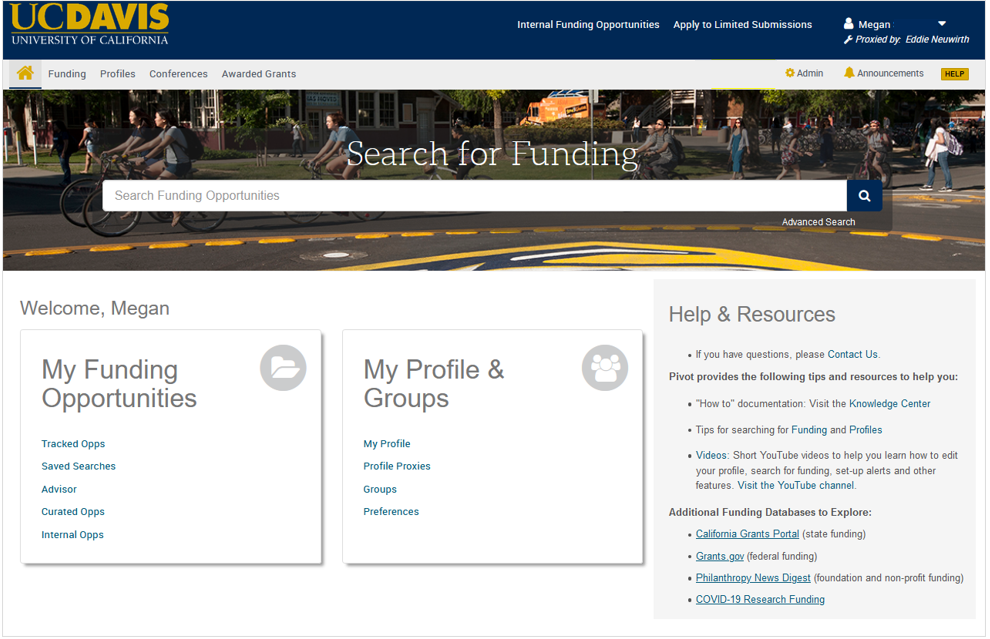 UCDAVIS
UNIVERSITY OF CALIFORNIA
Internal Funding Opportunities
Apply to Limited Submissions
Megan
Proxied by: Eddie Neuwirth
Funding
Profiles
Conferences
Awarded Grants
Admin
Announcements
HELP
Search for Funding
Search Funding Opportunities
Advanced Search
Welcome, Megan
My Funding
Opportunities
Tracked Opps
Saved Searches
Advisor
Curated Opps
Internal Opps
My Profile &
Groups
My Profile
Profile Proxies
Groups
Preferences
Help & Resources
• If you have questions, please Contact Us.
Pivot provides the following tips and resources to help you:
• "How to" documentation: Visit the Knowledge Center
• Tips for searching for Funding and Profiles
• Videos: Short YouTube videos to help you learn how to edit
your profile, search for funding, set-up alerts and other
features. Visit the YouTube channel.
Additional Funding Databases to Explore:
• California Grants Portal (state funding)
• Grants.gov (federal funding)
• Philanthropy News Digest (foundation and non-profit funding)
• COVID-19 Research Funding